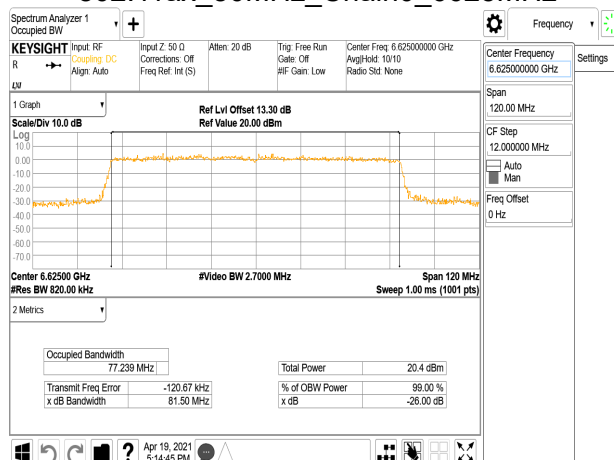 Spectrum Analyzer 1
Occupied BW
Frequency
KEYSIGHT
R
Input: RF
Coupling: DC
Align: Auto
Input Z: 50 Ω
Corrections: Off
Freq Ref: Int (S)
Atten: 20 dB
Trig: Free Run
Gate: Off
#IF Gain: Low
Center Freq: 6.625000000 GHz
Avg|Hold: 10/10
Radio Std: None
Center Frequency
6.625000000 GHz
Settings
Span
120.00 MHz
CF Step
12.000000 MHz
Auto
Man
Freq Offset
0 Hz
1 Graph
Scale/Div 10.0 dB
Ref Lvl Offset 13.30 dB
Ref Value 20.00 dBm
Log
10.0
0.00
-10.0
-20.0
-30.0
-40.0
-50.0
-60.0
-70.0
Center 6.62500 GHz
#Video BW 2.7000 MHz
Span 120 MHz
#Res BW 820.00 kHz
Sweep 1.00 ms (1001 pts)
2 Metrics
Occupied Bandwidth
77.239 MHz
Total Power 20.4 dBm
Transmit Freq Error -120.67 kHz
% of OBW Power 99.00 %
x dB Bandwidth 81.50 MHz
x dB -26.00 dB
?
Apr 19, 2021
5:14:45 PM